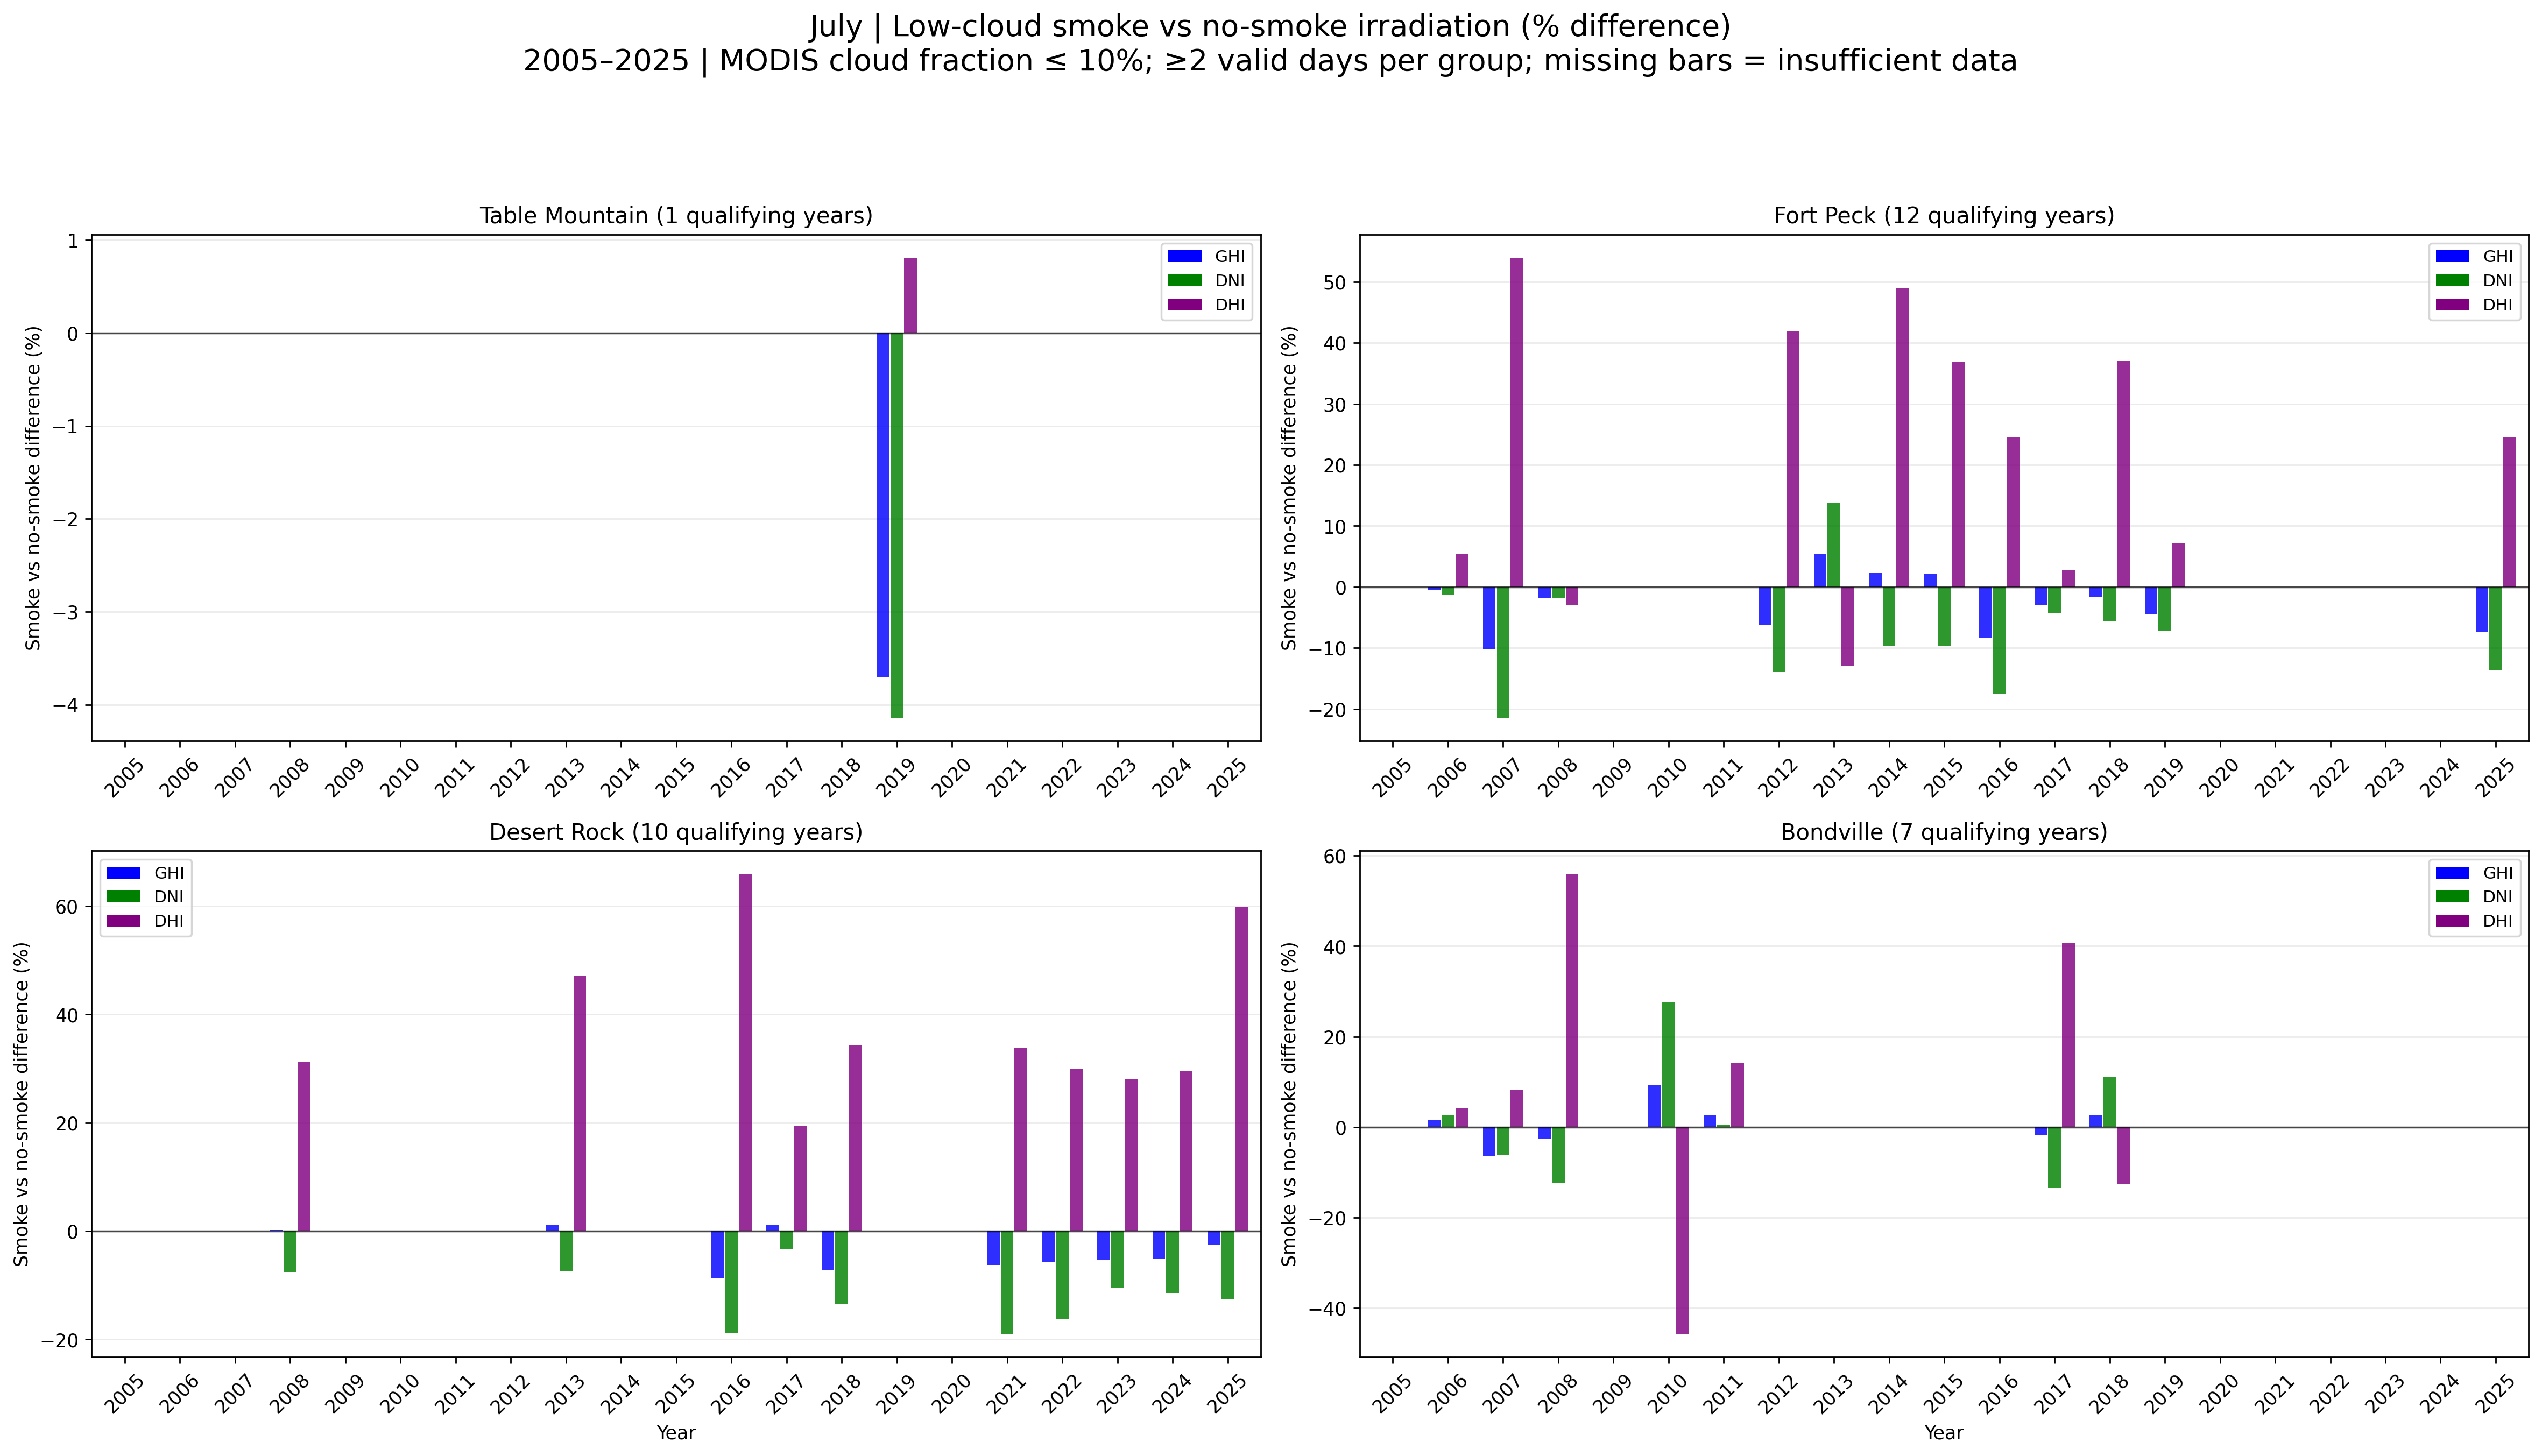 July | Low-cloud smoke vs no-smoke irradiation (% difference)
2005–2025 | MODIS cloud fraction ≤ 10%; ≥2 valid days per group; missing bars = insufficient data
Table Mountain (1 qualifying years)
Smoke vs no-smoke difference (%)
1
0
−1
−2
−3
−4
GHI
DNI
DHI
2005 2006 2007 2008 2009 2010 2011 2012 2013 2014 2015 2016 2017 2018 2019 2020 2021 2022 2023 2024 2025
Fort Peck (12 qualifying years)
Smoke vs no-smoke difference (%)
50
40
30
20
10
0
−10
−20
GHI
DNI
DHI
2005 2006 2007 2008 2009 2010 2011 2012 2013 2014 2015 2016 2017 2018 2019 2020 2021 2022 2023 2024 2025
Desert Rock (10 qualifying years)
Smoke vs no-smoke difference (%)
60
40
20
0
−20
GHI
DNI
DHI
2005 2006 2007 2008 2009 2010 2011 2012 2013 2014 2015 2016 2017 2018 2019 2020 2021 2022 2023 2024 2025
Year
Bondville (7 qualifying years)
Smoke vs no-smoke difference (%)
60
40
20
0
−20
−40
GHI
DNI
DHI
2005 2006 2007 2008 2009 2010 2011 2012 2013 2014 2015 2016 2017 2018 2019 2020 2021 2022 2023 2024 2025
Year